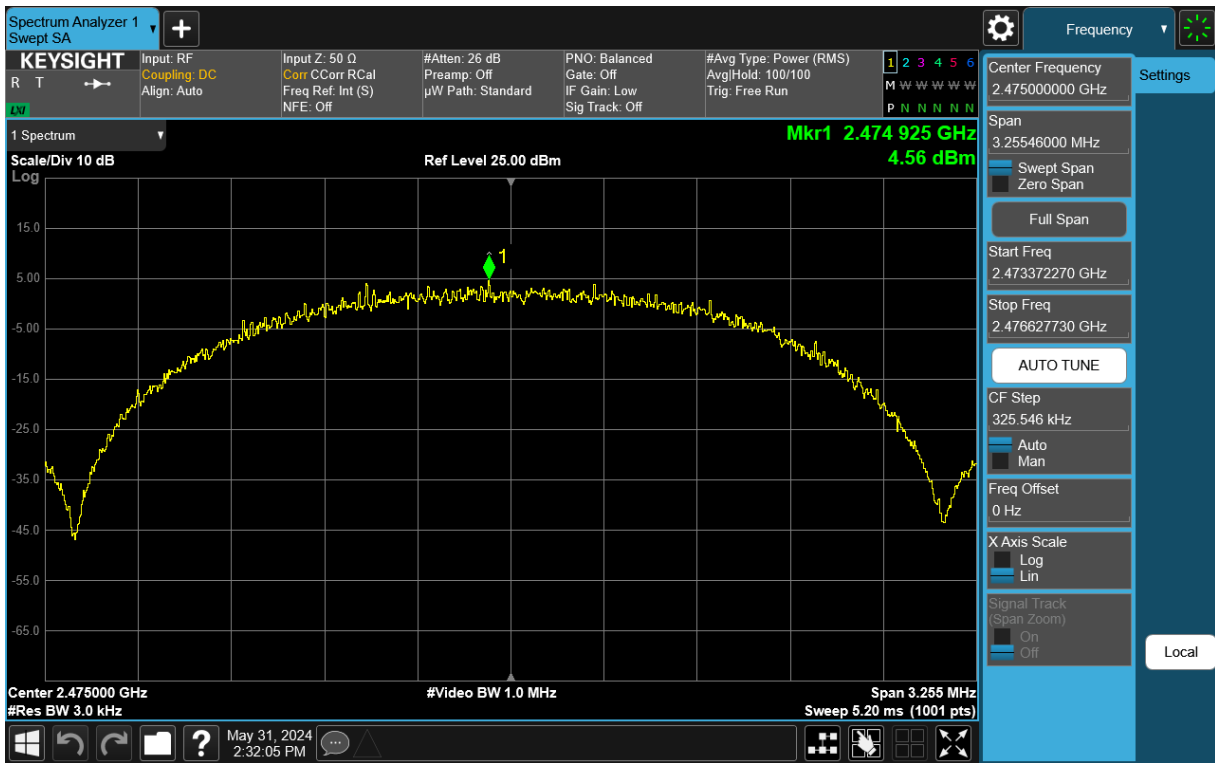 Spectrum Analyzer 1
Swept SA
Frequency
KEYSIGHT
R T
LXI
Input: RF
Coupling: DC
Align: Auto
Input Z: 50 Ω
Corr CCorr RCal
Freq Ref: Int (S)
NFE: Off
#Atten: 26 dB
Preamp: Off
µW Path: Standard
PNO: Balanced
Gate: Off
IF Gain: Low
Sig Track: Off
#Avg Type: Power (RMS)
Avg|Hold: 100/100
Trig: Free Run
1 2 3 4 5 6
M W W W W W
P N N N N N
1 Spectrum
Mkr1 2.474 925 GHz
4.56 dBm
Scale/Div 10 dB
Ref Level 25.00 dBm
Log
15.0
5.00
-5.00
-15.0
-25.0
-35.0
-45.0
-55.0
-65.0
1
Center 2.475000 GHz
#Video BW 1.0 MHz
Span 3.255 MHz
#Res BW 3.0 kHz
Sweep 5.20 ms (1001 pts)
May 31, 2024
2:32:05 PM
Center Frequency
2.475000000 GHz
Span
3.25546000 MHz
Swept Span
Zero Span
Full Span
Start Freq
2.473372270 GHz
Stop Freq
2.476627730 GHz
AUTO TUNE
CF Step
325.546 kHz
Auto
Man
Freq Offset
0 Hz
X Axis Scale
Log
Lin
Signal Track
(Span Zoom)
On
Off
Settings
Local